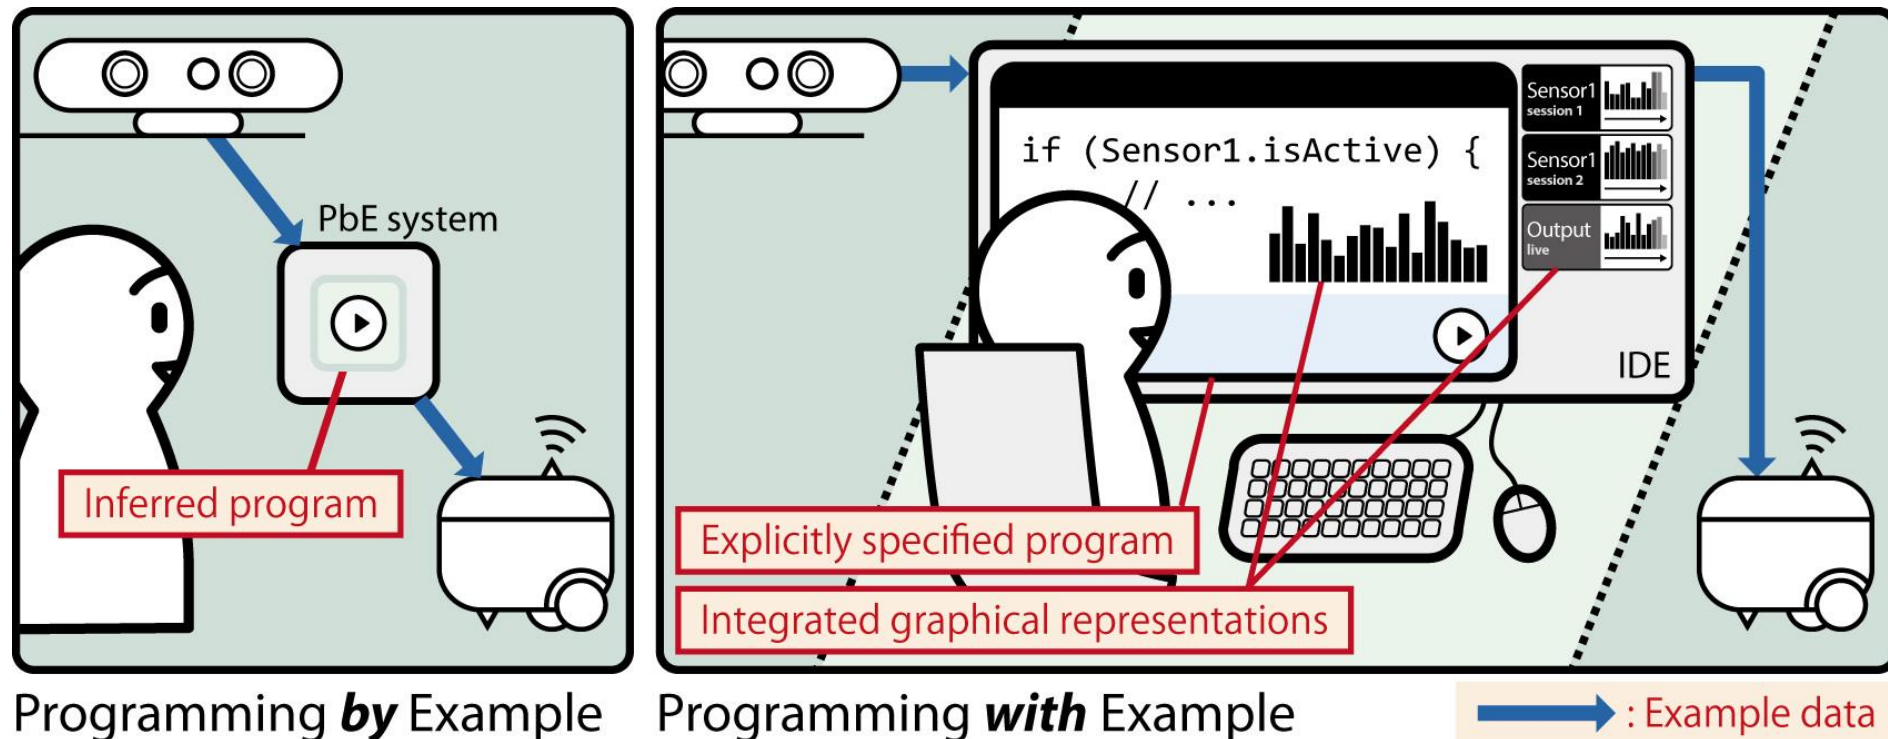 PbE system
Inferred program
Programming by Example
if (Sensor1.isActive) {
// ...
Sensor1
session 1
Sensor1
session 2
Output
live
IDE
Explicitly specified program
Integrated graphical representations
Programming with Example
: Example data